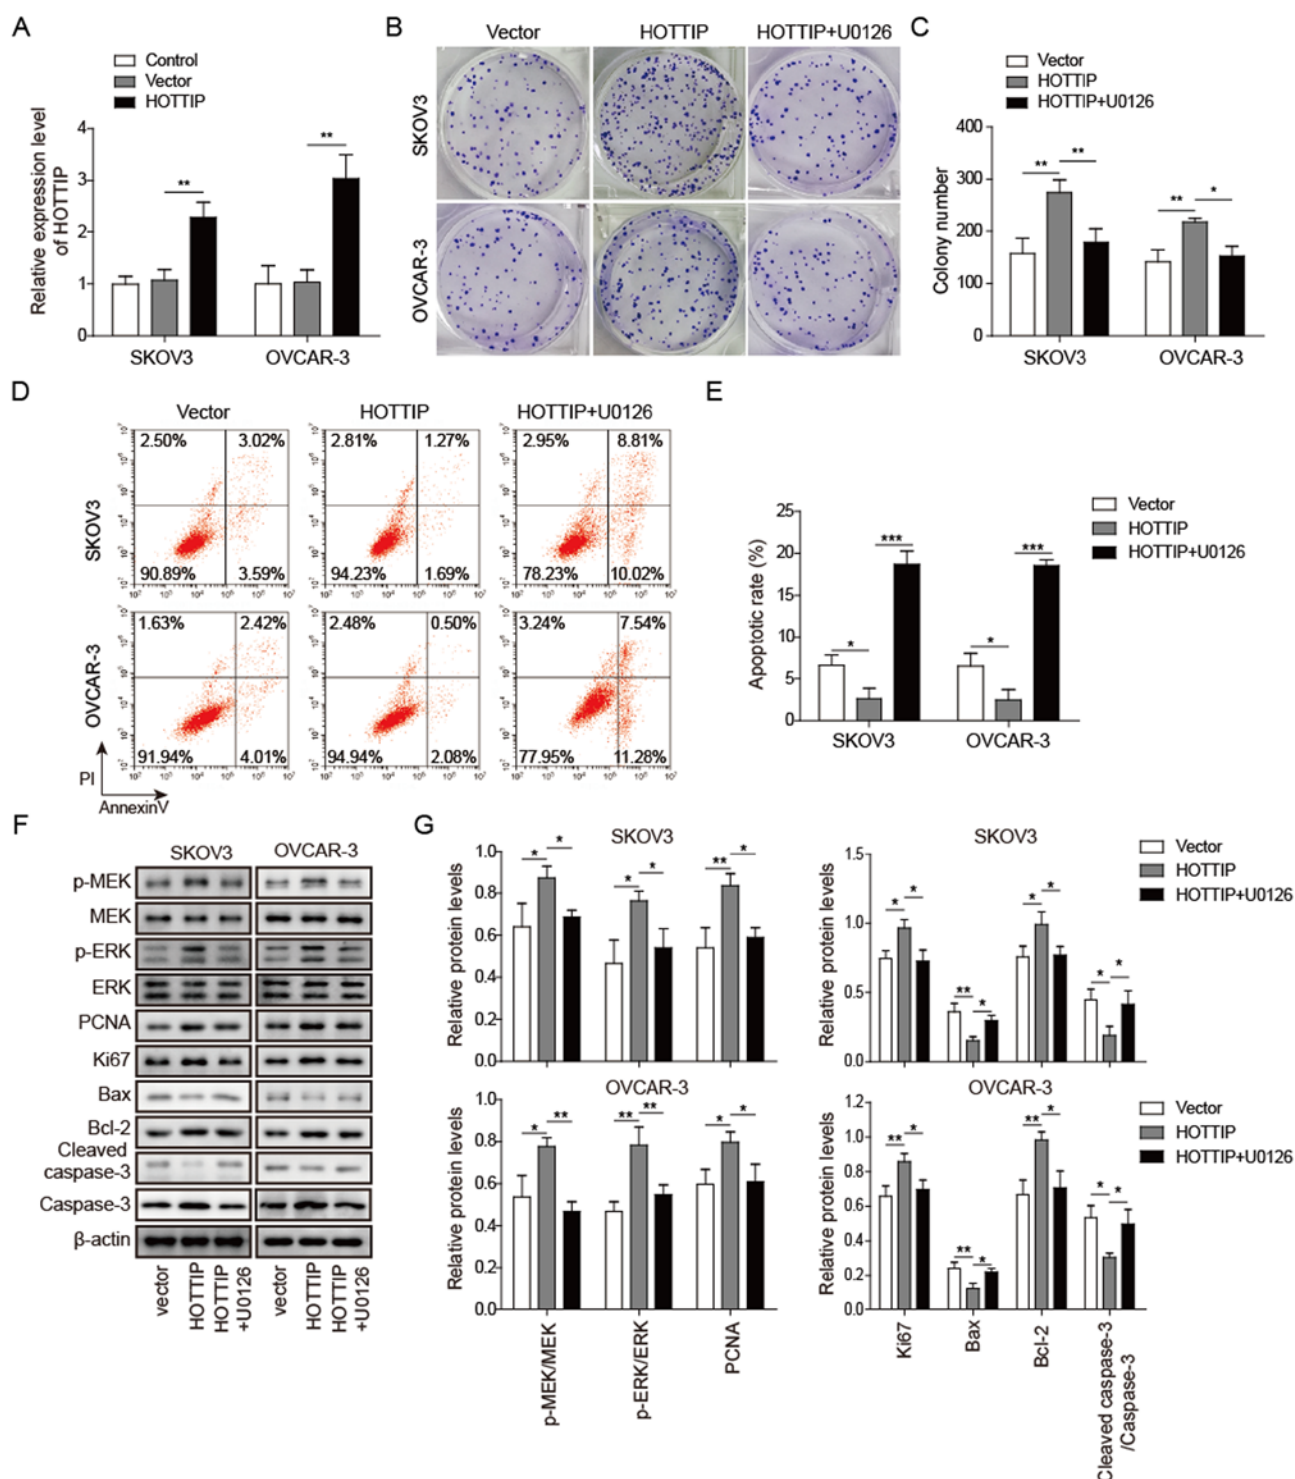 A
Control
Vector
HOTTIP
Relative expression level
of HOTTIP
4
3
2
1
0
**
**
SKOV3
OVCAR-3
B
Vector
HOTTIP
HOTTIP+U0126
SKOV3
OVCAR-3
C
Vector
HOTTIP
HOTTIP+U0126
Colony number
400
300
200
100
0
**
**
**
*
SKOV3
OVCAR-3
D
Vector
HOTTIP
HOTTIP+U0126
SKOV3
2.50%
3.02%
90.89%
3.59%
2.81%
1.27%
94.23%
1.69%
2.95%
8.81%
78.23%
10.02%
OVCAR-3
1.63%
2.42%
91.94%
4.01%
2.48%
0.50%
94.94%
2.08%
3.24%
7.54%
77.95%
11.28%
PI
AnnexinV
E
Vector
HOTTIP
HOTTIP+U0126
Apoptotic rate (%)
25
20
15
10
5
0
*
***
*
***
SKOV3
OVCAR-3
F
SKOV3
OVCAR-3
p-MEK
MEK
p-ERK
ERK
PCNA
Ki67
Bax
Bcl-2
Cleaved
caspase-3
Caspase-3
β-actin
vector
HOTTIP
HOTTIP
+U0126
vector
HOTTIP
HOTTIP
+U0126
G
SKOV3
Relative protein levels
1.0
0.8
0.6
0.4
0.2
0.0
*
*
*
*
**
*
SKOV3
Vector
HOTTIP
HOTTIP+U0126
Relative protein levels
1.5
1.0
0.5
0.0
*
*
**
*
*
*
*
*
OVCAR-3
Relative protein levels
1.0
0.8
0.6
0.4
0.2
0.0
*
**
**
**
*
*
p-MEK/MEK
p-ERK/ERK
PCNA
OVCAR-3
Vector
HOTTIP
HOTTIP+U0126
Relative protein levels
1.2
1.0
0.8
0.6
0.4
0.2
0.0
**
*
**
*
**
*
*
*
Ki67
Bax
Bcl-2
Cleaved caspase-3
/Caspase-3